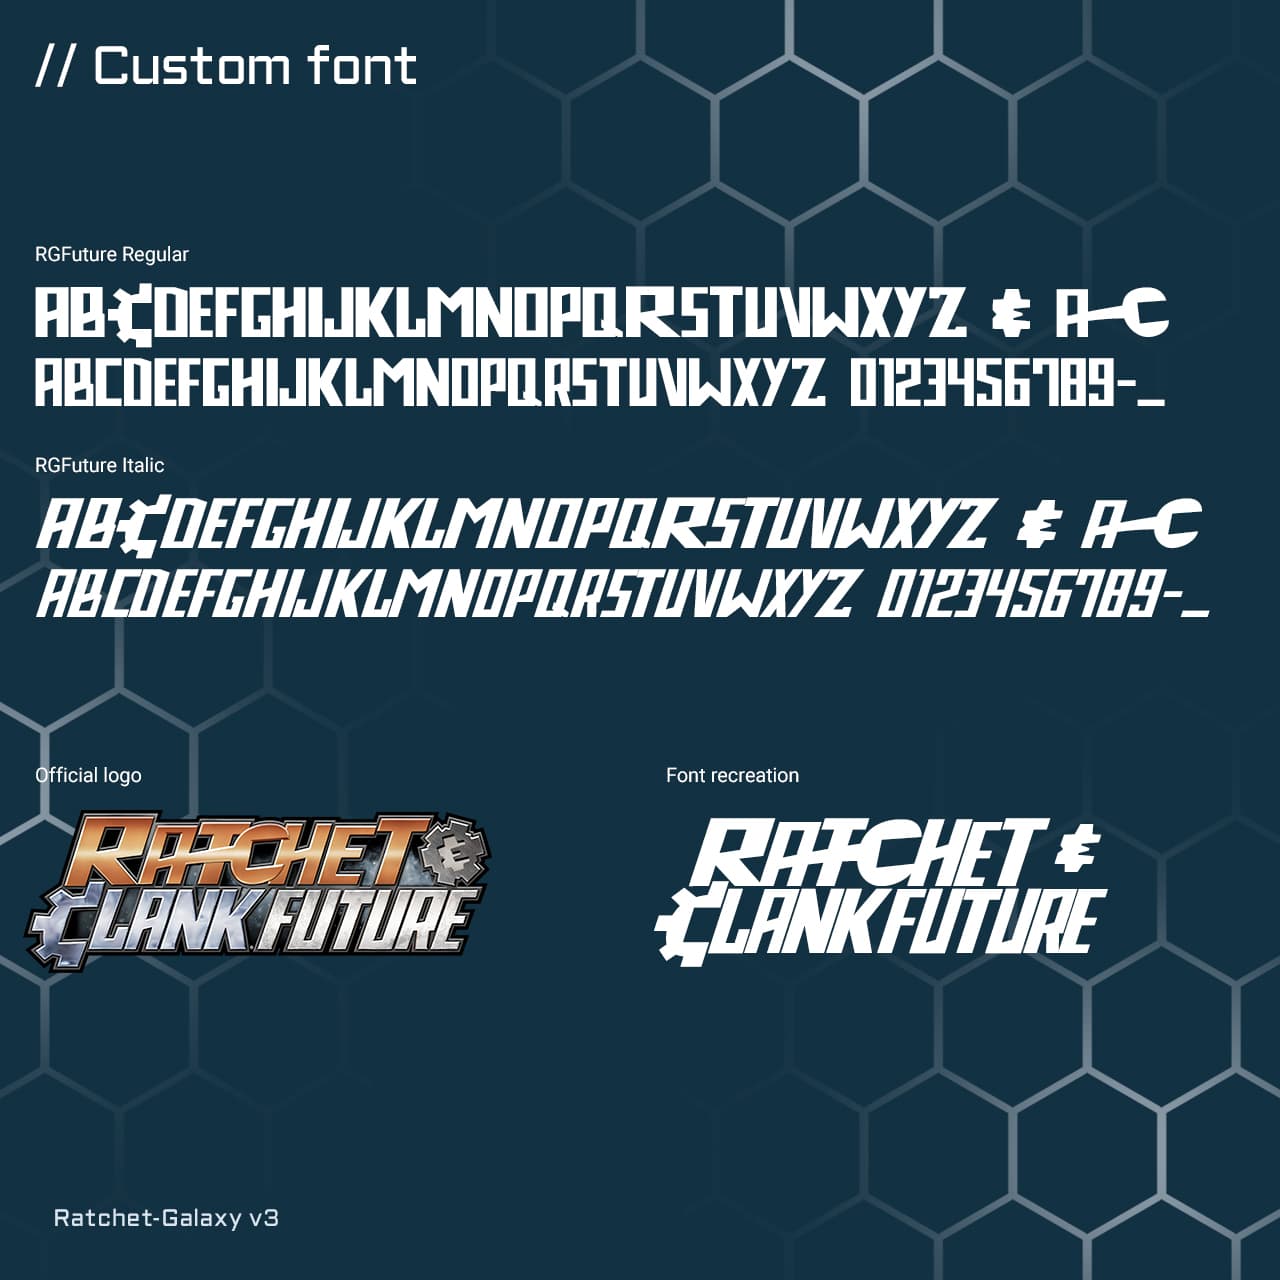 // Custom font
RGFuture Regular
ABCDEFGHIJKLMNOPQRSTUVWXYZ & A C
ABCDEFGHIJKLMNOPQRSTUVWXYZ 0123456789-_
RGFuture Italic
ABCDEFGHIJKLMNOPQRSTUVWXYZ & A C
ABCDEFGHIJKLMNOPQRSTUVWXYZ 0123456789-_
Official logo
RATCHET &
CLANK FUTURE
Font recreation
RATCHET &
CLANK FUTURE
Ratchet-Galaxy v3